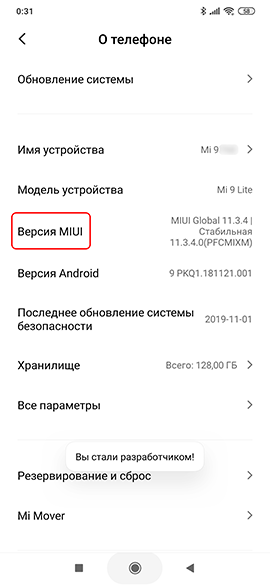 0:31
58
О телефоне
Обновление системы
Имя устройства
Mi 9
Модель устройства
Mi 9 Lite
Версия MIUI
MIUI Global 11.3.4 |
Стабильная
11.3.4.0(PFCMIXM)
Версия Android
9 PKQ1.181121.001
Последнее обновление системы
безопасности
2019-11-01
Хранилище
Всего: 128,00 ГБ
Все параметры
Вы стали разработчиком!
Резервирование и сброс
Mi Mover